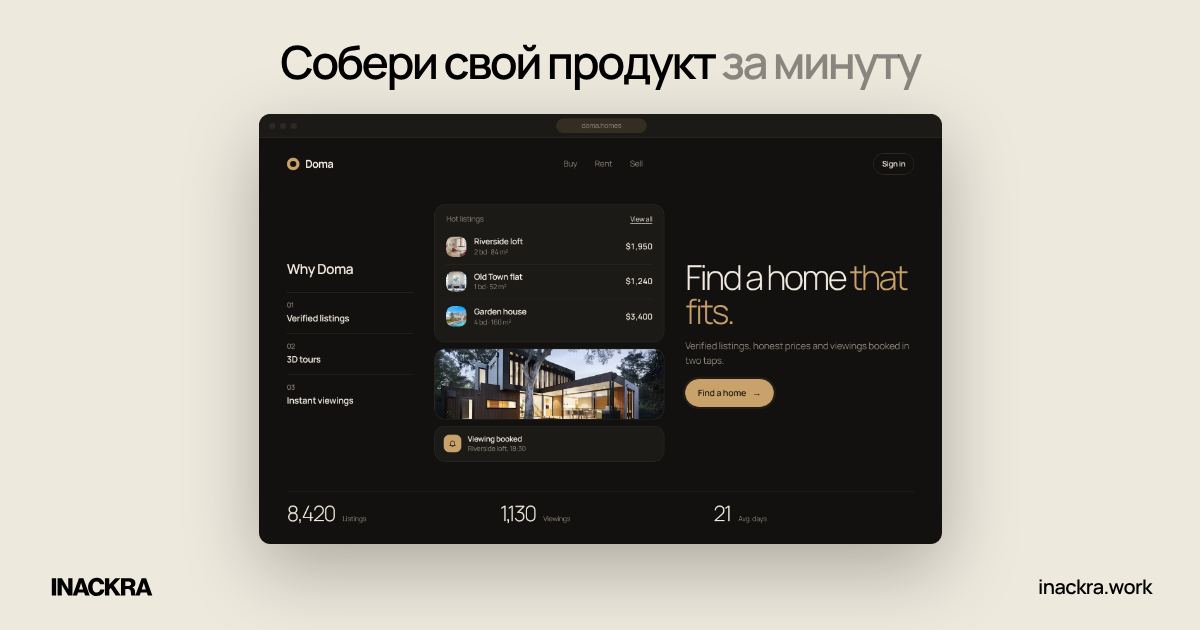 Собери свой продукт за минуту
doma.homes
Doma
Buy Rent Sell
Sign in
Why Doma
01
Verified listings
02
3D tours
03
Instant viewings
Hot listings View all
Riverside loft $1,950
2 bd · 84 m²
Old Town flat $1,240
1 bd · 52 m²
Garden house $3,400
4 bd · 160 m²
Viewing booked
Riverside loft, 18:30
Find a home that
fits.
Verified listings, honest prices and viewings booked in
two taps.
Find a home →
8,420 Listings
1,130 Viewings
21 Avg. days
INACKRA
inackra.work